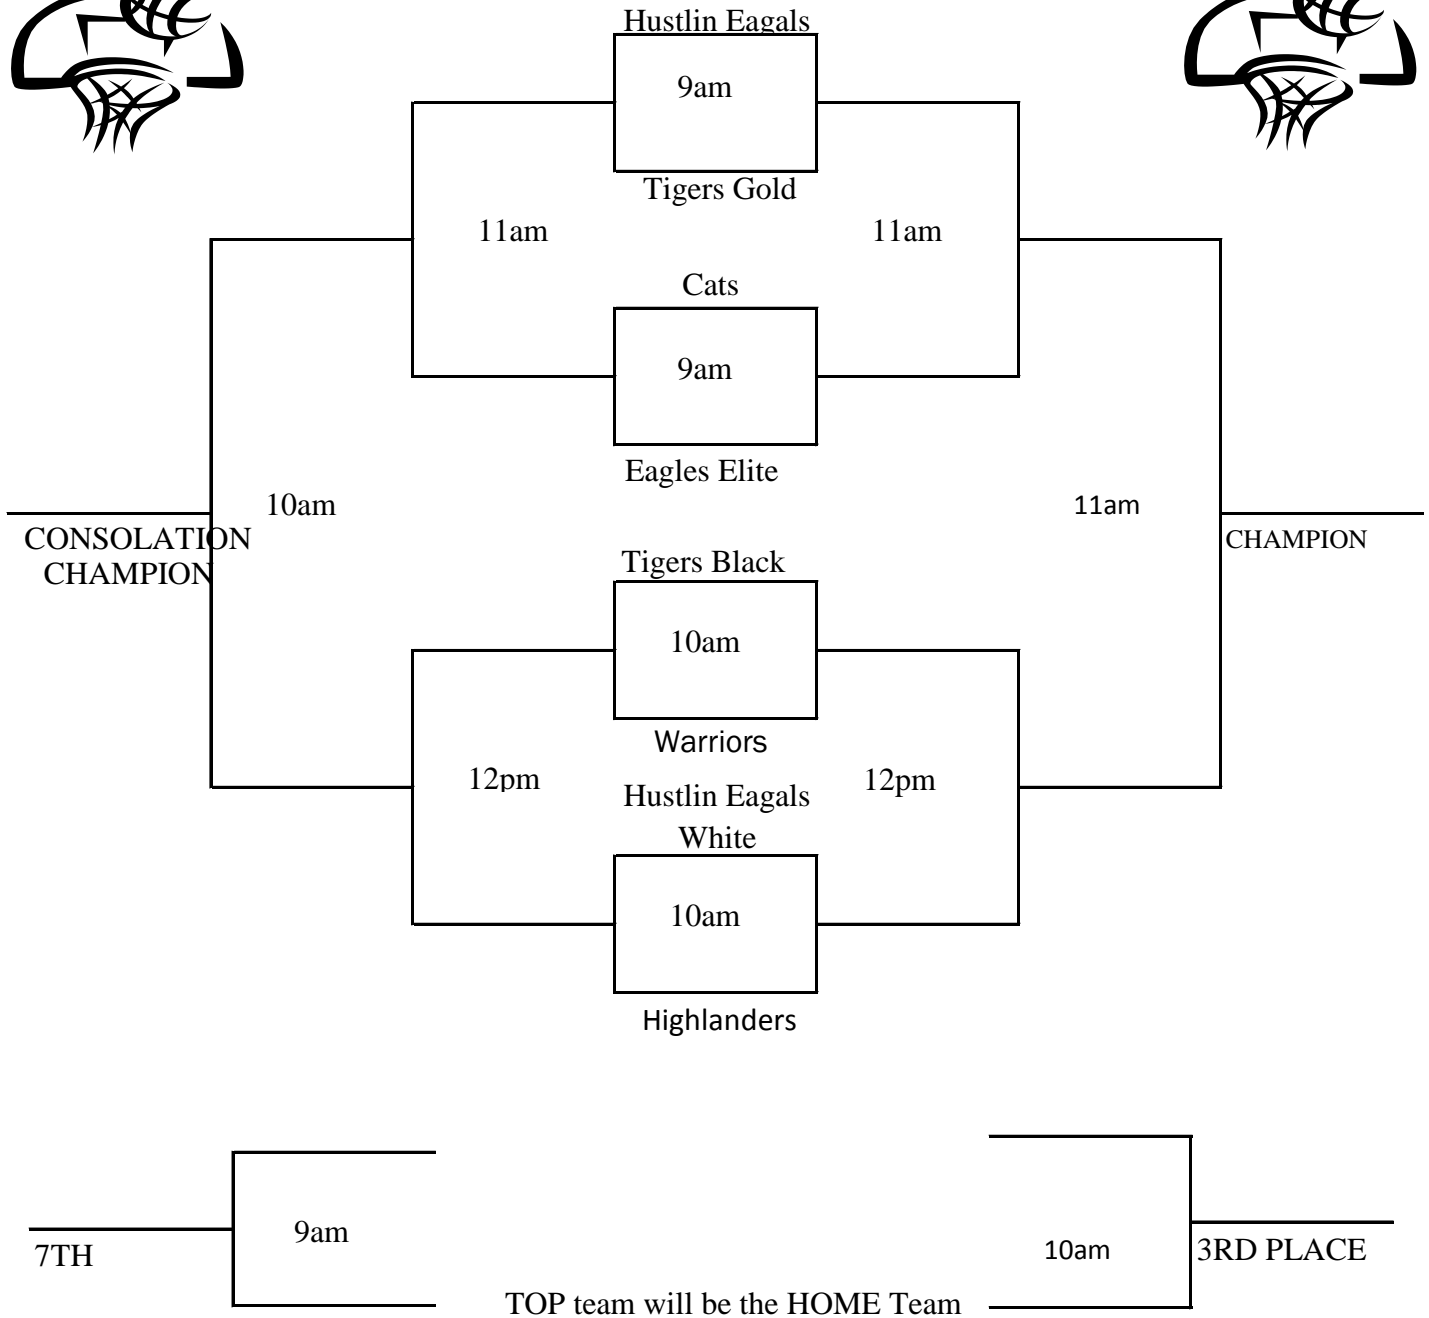 Hustlin Eagals
9am
Tigers Gold
11am
11am
Cats
9am
Eagles Elite
10am
11am
CONSOLATION
CHAMPION
CHAMPION
Tigers Black
10am
Warriors
12pm
12pm
Hustlin Eagals
White
10am
Highlanders
9am
7TH
10am
3RD PLACE
TOP team will be the HOME Team